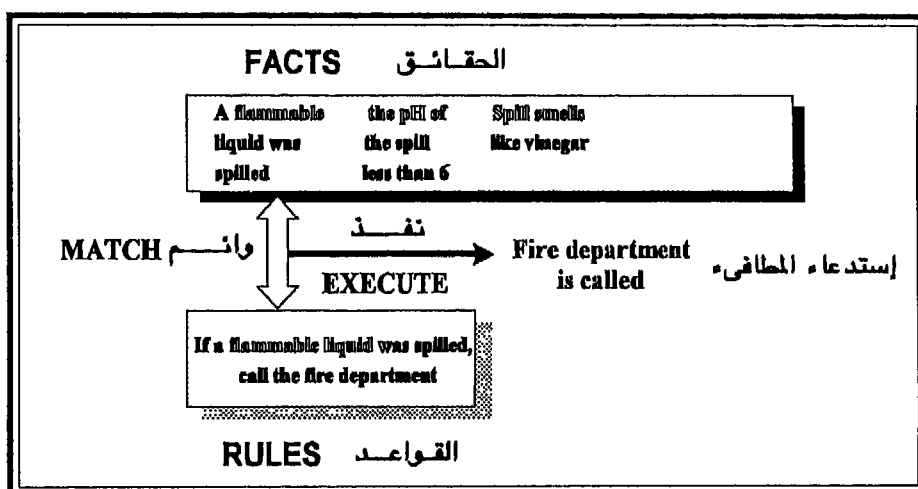 FACTS الحقائق
A flammable the pH of Spill smells
liquid was the spill like vinegar
spilled less than 6
MATCH وائم
نفذ
EXECUTE
Fire department
is called
إستدعاء المطافىء
If a flammable liquid was spilled,
call the fire department
RULES القواعد